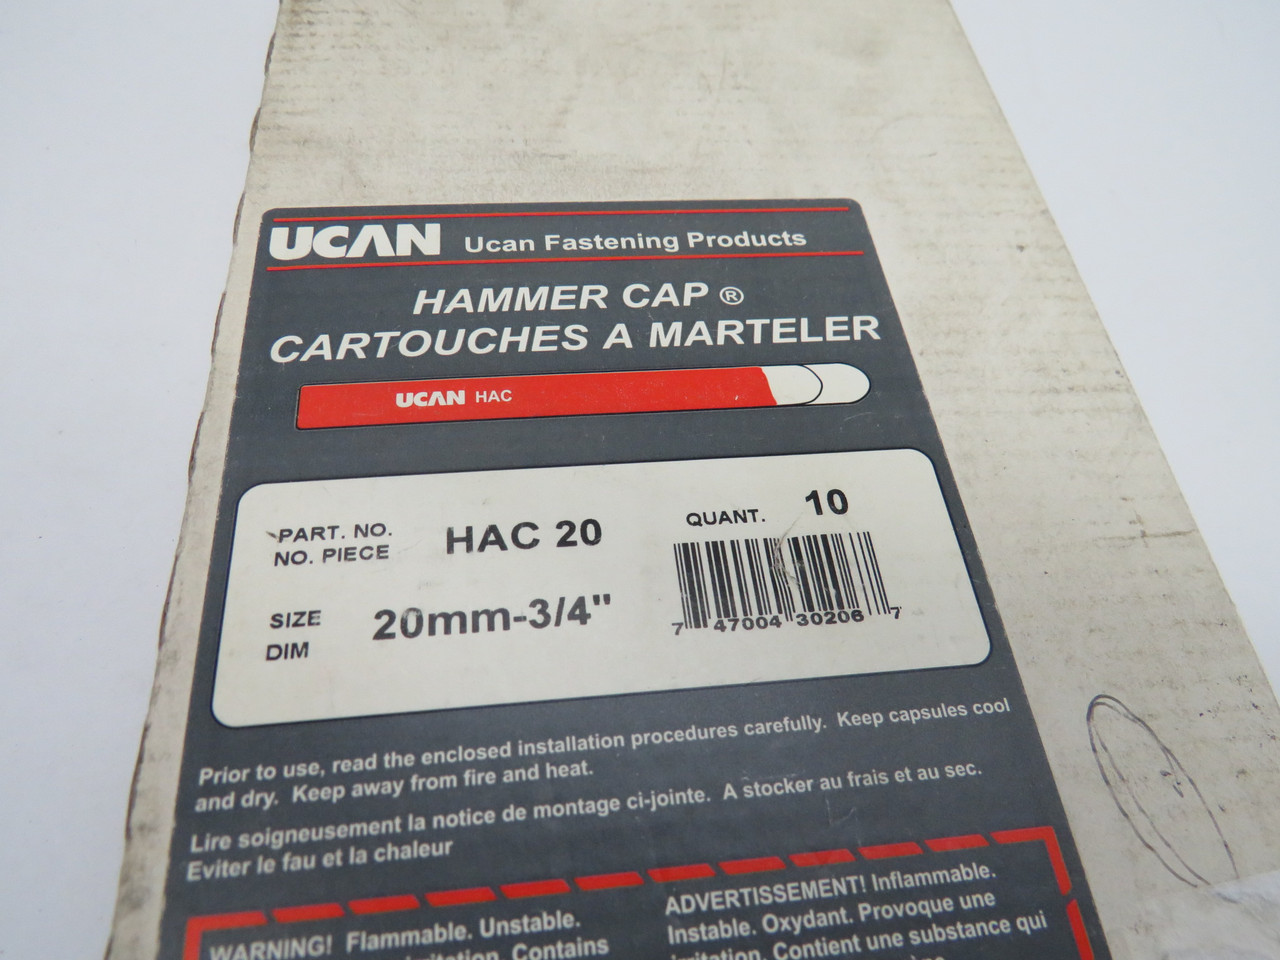 UCAN Ucan Fastening Products
HAMMER CAP ®
CARTOUCHES A MARTELER
UCAN HAC
PART. NO.
NO. PIECE
HAC 20
QUANT. 10
SIZE
DIM
20mm-3/4"
7 47004 30206 7
Prior to use, read the enclosed installation procedures carefully. Keep capsules cool
and dry. Keep away from fire and heat.
Lire soigneusement la notice de montage ci-jointe. A stocker au frais et au sec.
Eviter le fau et la chaleur
WARNING! Flammable. Unstable.
Contains
ADVERTISSEMENT! Inflammable.
Instable. Oxydant. Provoque une
Contient une substance qui